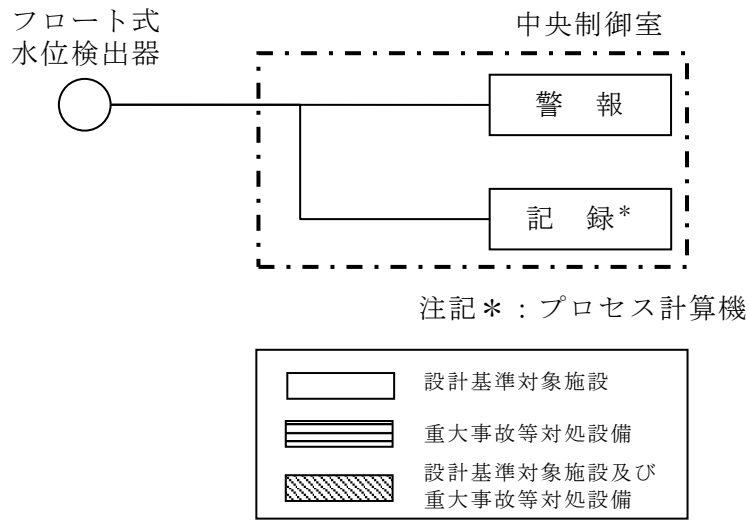 フロート式
水位検出器
中央制御室
警 報
記 録*
注記＊：プロセス計算機
設計基準対象施設
重大事故等対処設備
設計基準対象施設及び
重大事故等対処設備